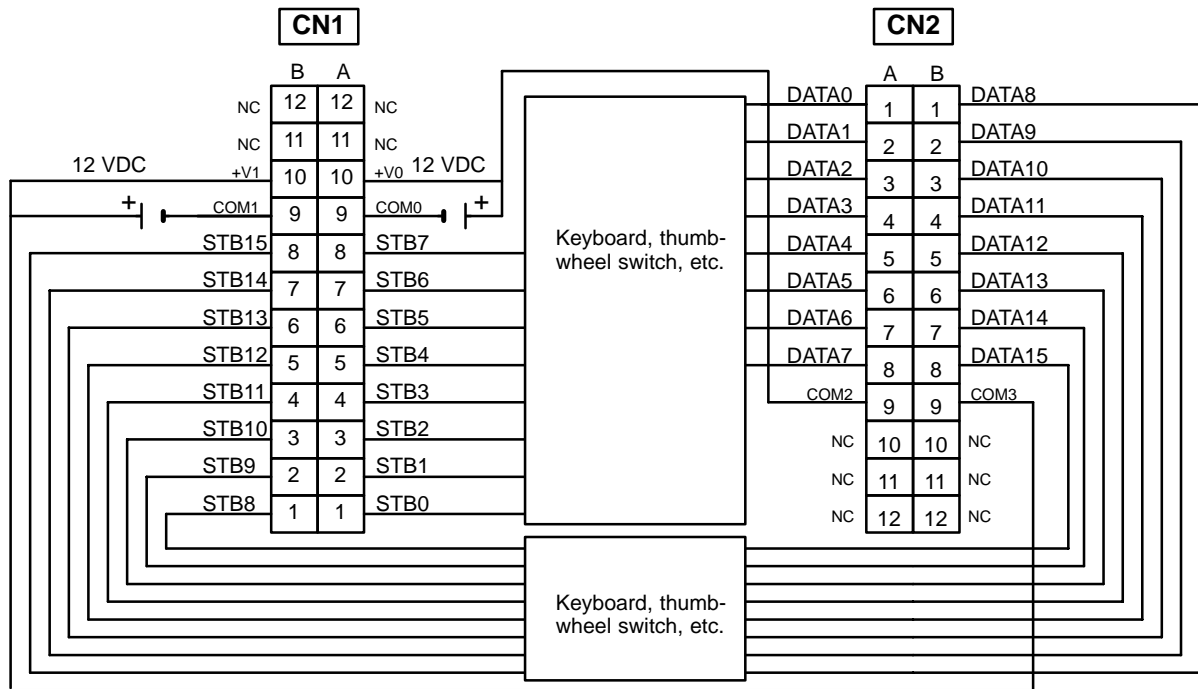 CN1 CN2
B A A B
NC 12 12 NC DATA0 1 1 DATA8
NC 11 11 NC DATA1 2 2 DATA9
12 VDC +V1 10 10 +V0 12 VDC DATA2 3 3 DATA10
+ COM1 9 9 COM0 + DATA3 4 4 DATA11
STB15 8 8 STB7 DATA4 5 5 DATA12
STB14 7 7 STB6 DATA5 6 6 DATA13
STB13 6 6 STB5 DATA6 7 7 DATA14
STB12 5 5 STB4 DATA7 8 8 DATA15
STB11 4 4 STB3 COM2 9 9 COM3
STB10 3 3 STB2 NC 10 10 NC
STB9 2 2 STB1 NC 11 11 NC
STB8 1 1 STB0 NC 12 12 NC
Keyboard, thumb-
wheel switch, etc.
Keyboard, thumb-
wheel switch, etc.